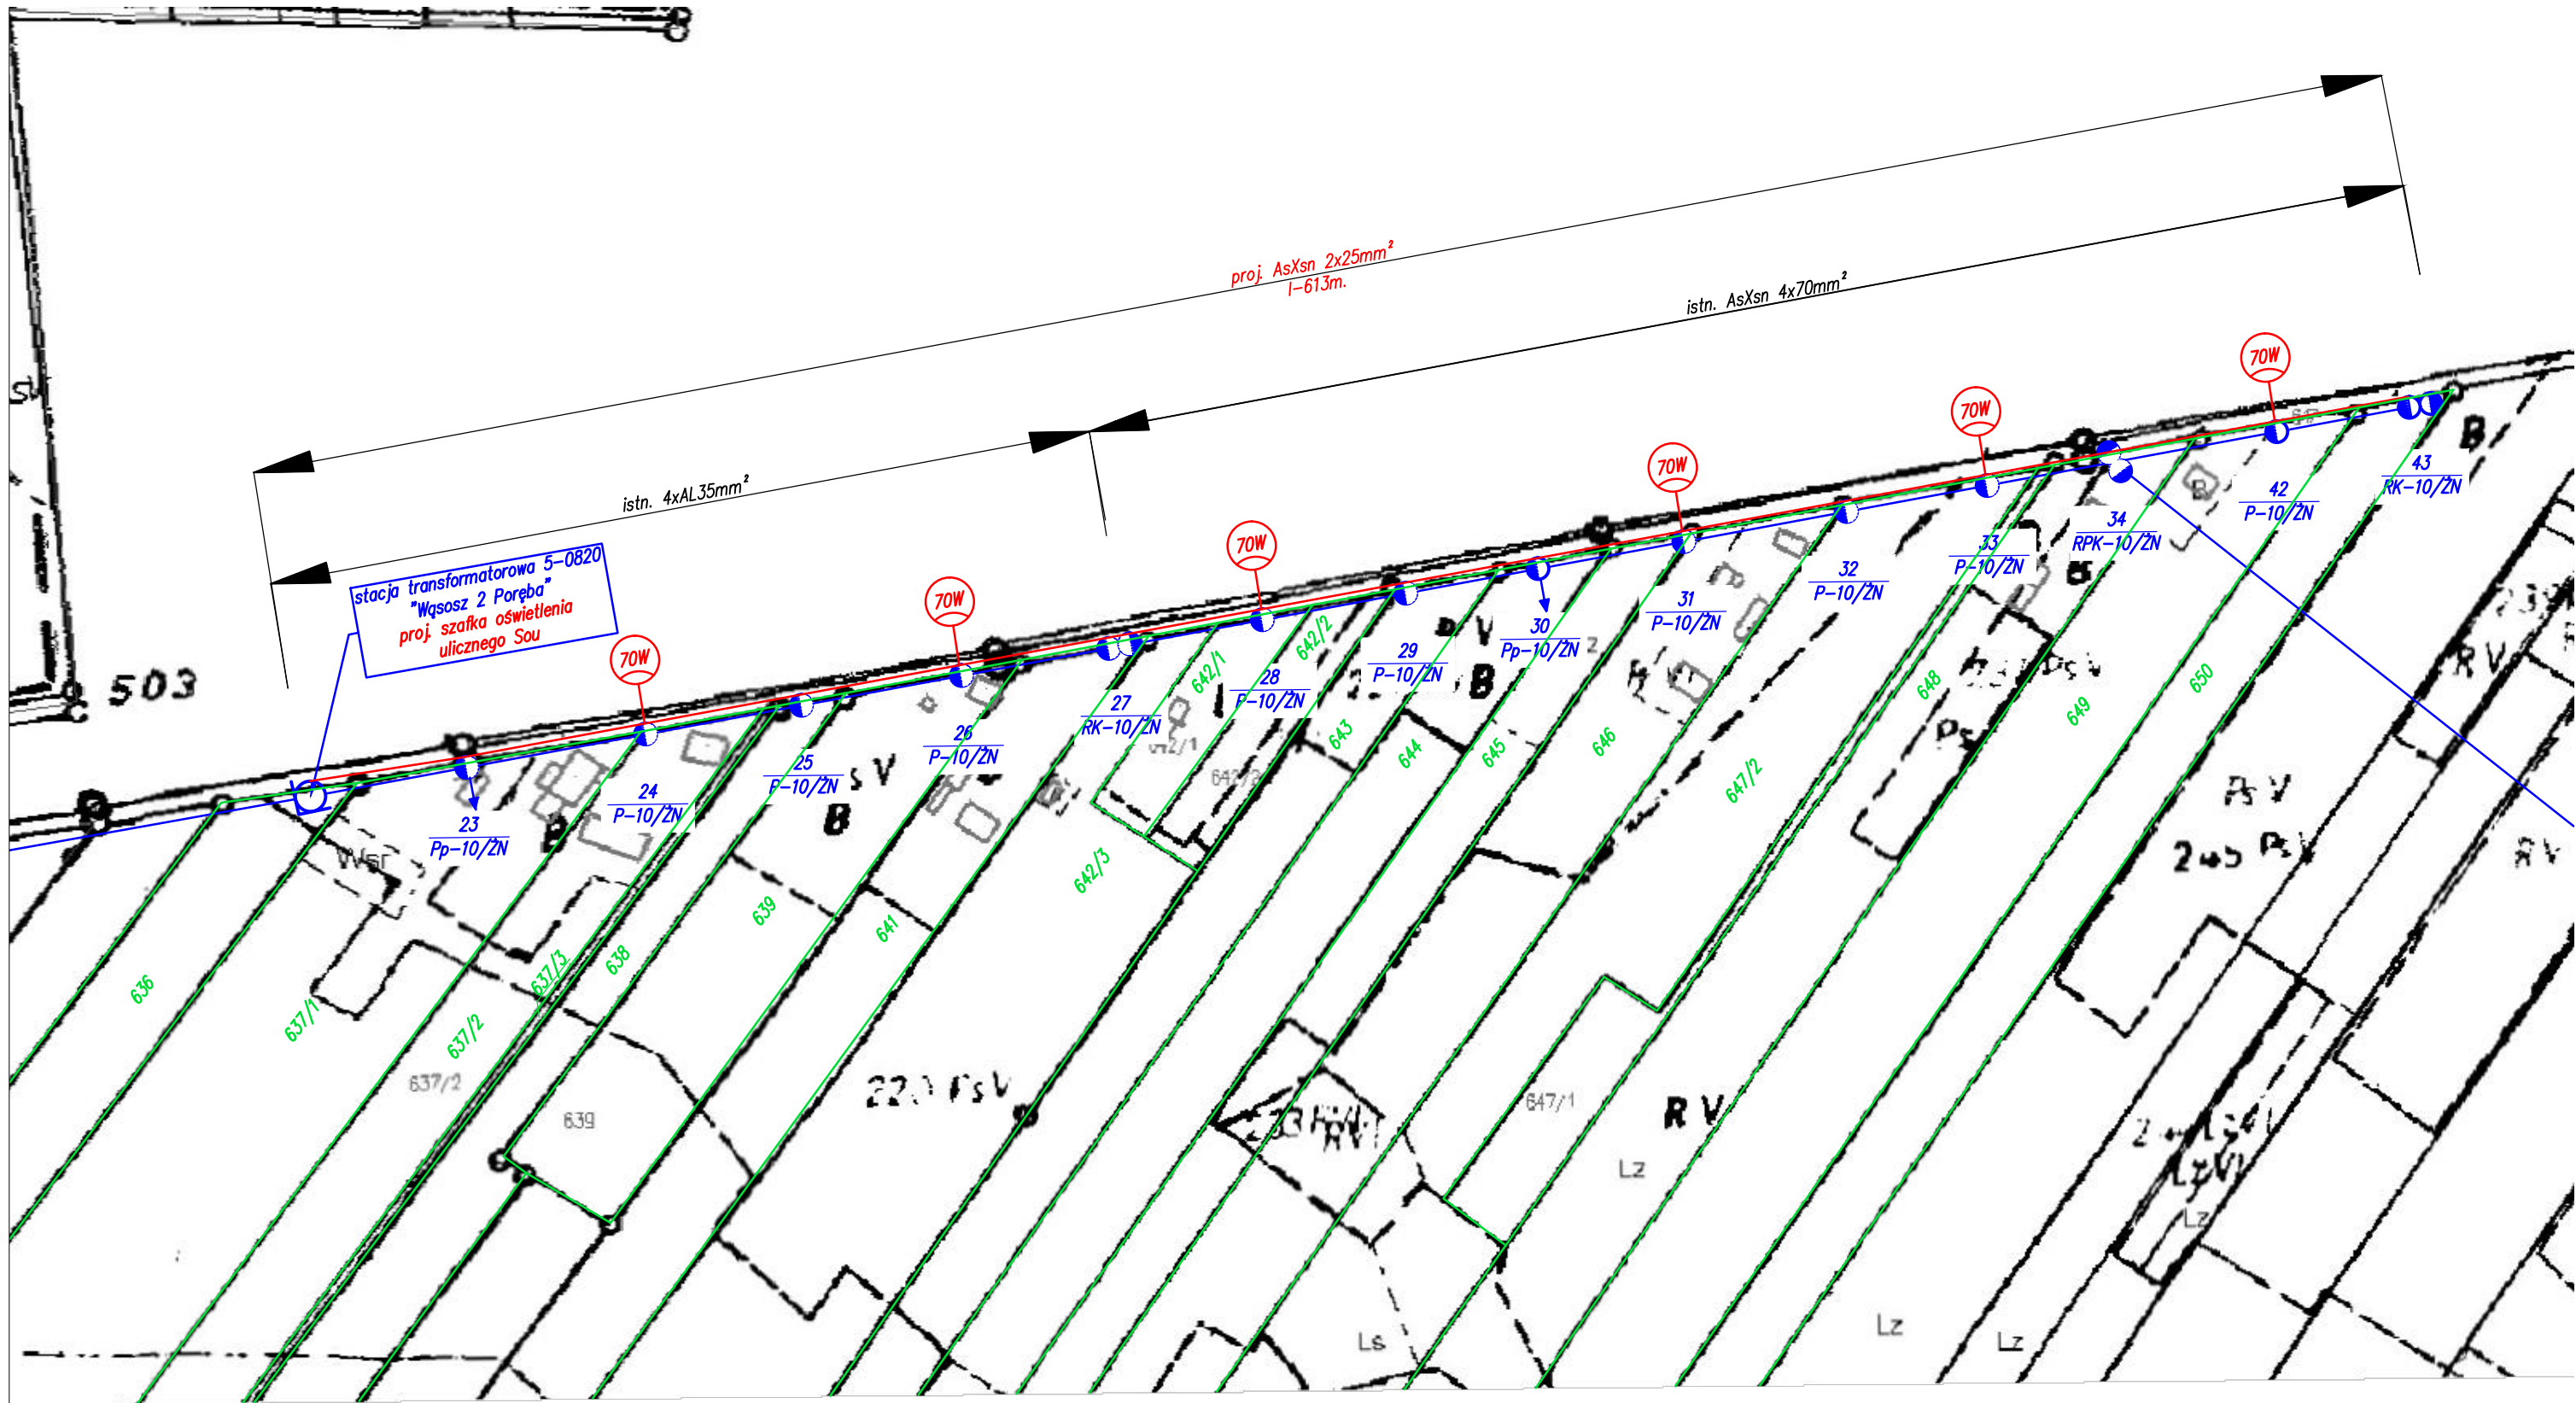 proj. AsXsn 2x25mm²
l-613m.
istn. AsXsn 4x70mm²
istn. 4xAL35mm²
stacja transformatorowa 5-0820
"Wąsosz 2 Poręba"
proj. szafka oświetlenia
ulicznego Sou
70W
70W
70W
70W
70W
70W
503
23
Pp-10/ŻN
24
P-10/ŻN
25
P-10/ŻN
26
P-10/ŻN
27
RK-10/ŻN
28
P-10/ŻN
29
P-10/ŻN
30
Pp-10/ŻN
31
P-10/ŻN
32
P-10/ŻN
33
P-10/ŻN
34
RPK-10/ŻN
42
P-10/ŻN
43
RK-10/ŻN
636
637/1
637/2
637/3
638
639
641
642/3
642/1
642/2
643
644
645
646
647/2
648
649
650
Wsr
637/2
639
647/1
s V
B
B
B
B
B
R V
R V
R V
Ps V
Lz
Lz
Lz
Lz
Ls